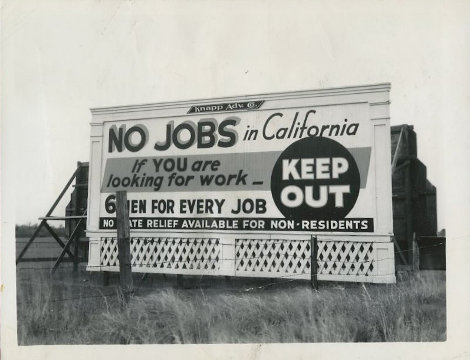 Knapp Adv. Co.
NO JOBS in California
If YOU are
looking for work —
KEEP
OUT
6 MEN FOR EVERY JOB
NO STATE RELIEF AVAILABLE FOR NON-RESIDENTS